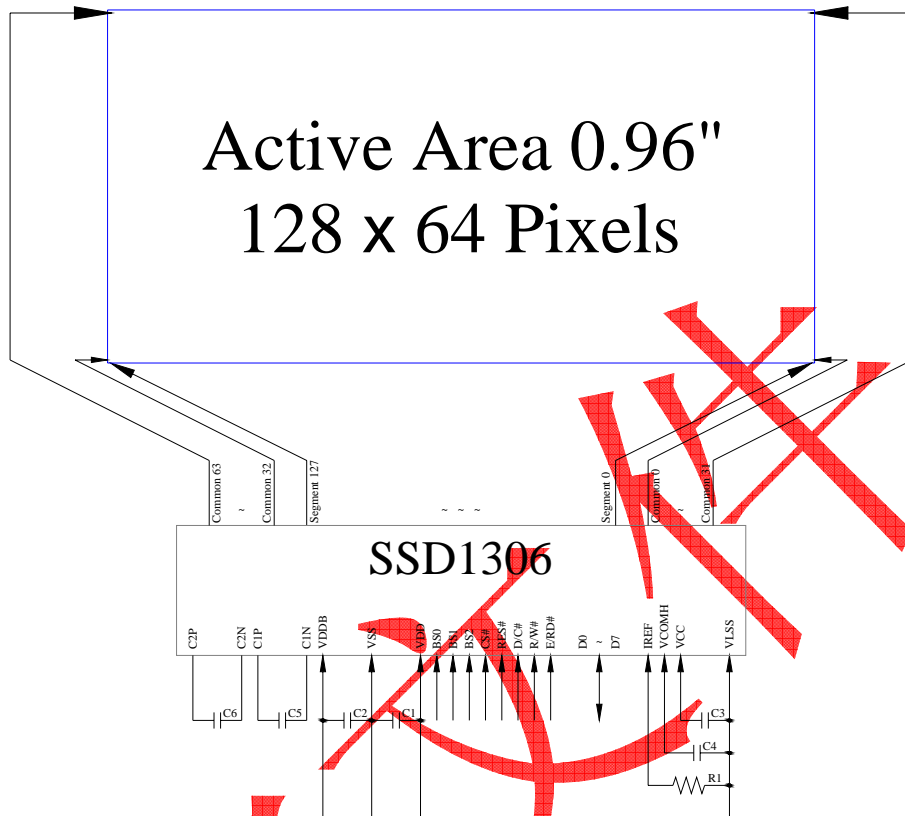 Active Area 0.96"
128 x 64 Pixels
Common 63
~
Common 32
Segment 127
~ ~ ~
Segment 0
Common 0
~
Common 31
SSD1306
C2P
C2N
C1P
C1N
VDDB
VSS
VDD
BS0
BS1
BS2
CS#
RES#
D/C#
R/W#
E/RD#
D0
~
D7
IREF
VCOMH
VCC
VLSS
C6
C5
C2
C1
C3
C4
R1